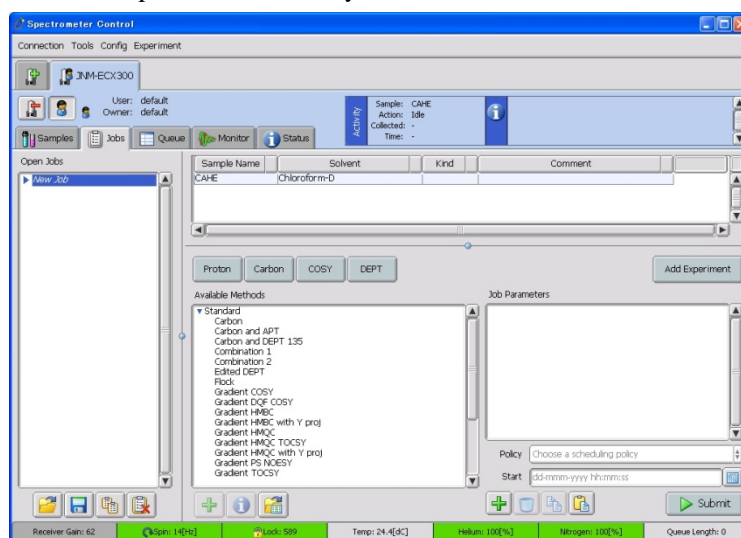 Spectrometer Control
Connection Tools Config Experiment
JNM-ECX300
User: default
Owner: default
Activity
Sample: CAHE
Action: Idle
Collected: -
Time: -
Samples Jobs Queue Monitor Status
Open Jobs
New Job
Sample Name Solvent Kind Comment
CAHE Chloroform-D
Proton Carbon COSY DEPT Add Experiment
Available Methods Job Parameters
Standard
Carbon
Carbon and APT
Carbon and DEPT 135
Combination 1
Combination 2
Edited DEPT
Flock
Gradient COSY
Gradient DQF COSY
Gradient HMBC
Gradient HMBC with Y proj
Gradient HMQC
Gradient HMQC TOCSY
Gradient HMQC with Y proj
Gradient PS NOESY
Gradient TOCSY
Policy Choose a scheduling policy
Start dd-mmm-yyyy hh:mm:ss
Submit
Receiver Gain: 62 Spin: 14[Hz] Lock: 589 Temp: 24.4[dC] Helium: 100[%] Nitrogen: 100[%] Queue Length: 0